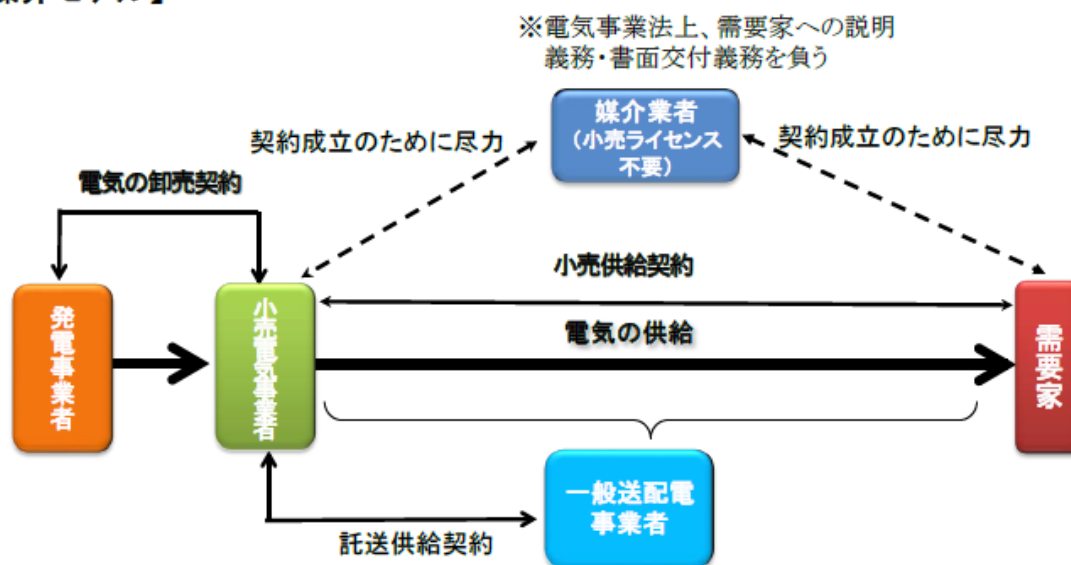 介モデル】
※電気事業法上、需要家への説明
義務・書面交付義務を負う
媒介業者
（小売ライセンス
不要）
契約成立のために尽力
契約成立のために尽力
電気の卸売契約
小売供給契約
発電事業者
小売電気事業者
電気の供給
需要家
一般送配電
事業者
託送供給契約